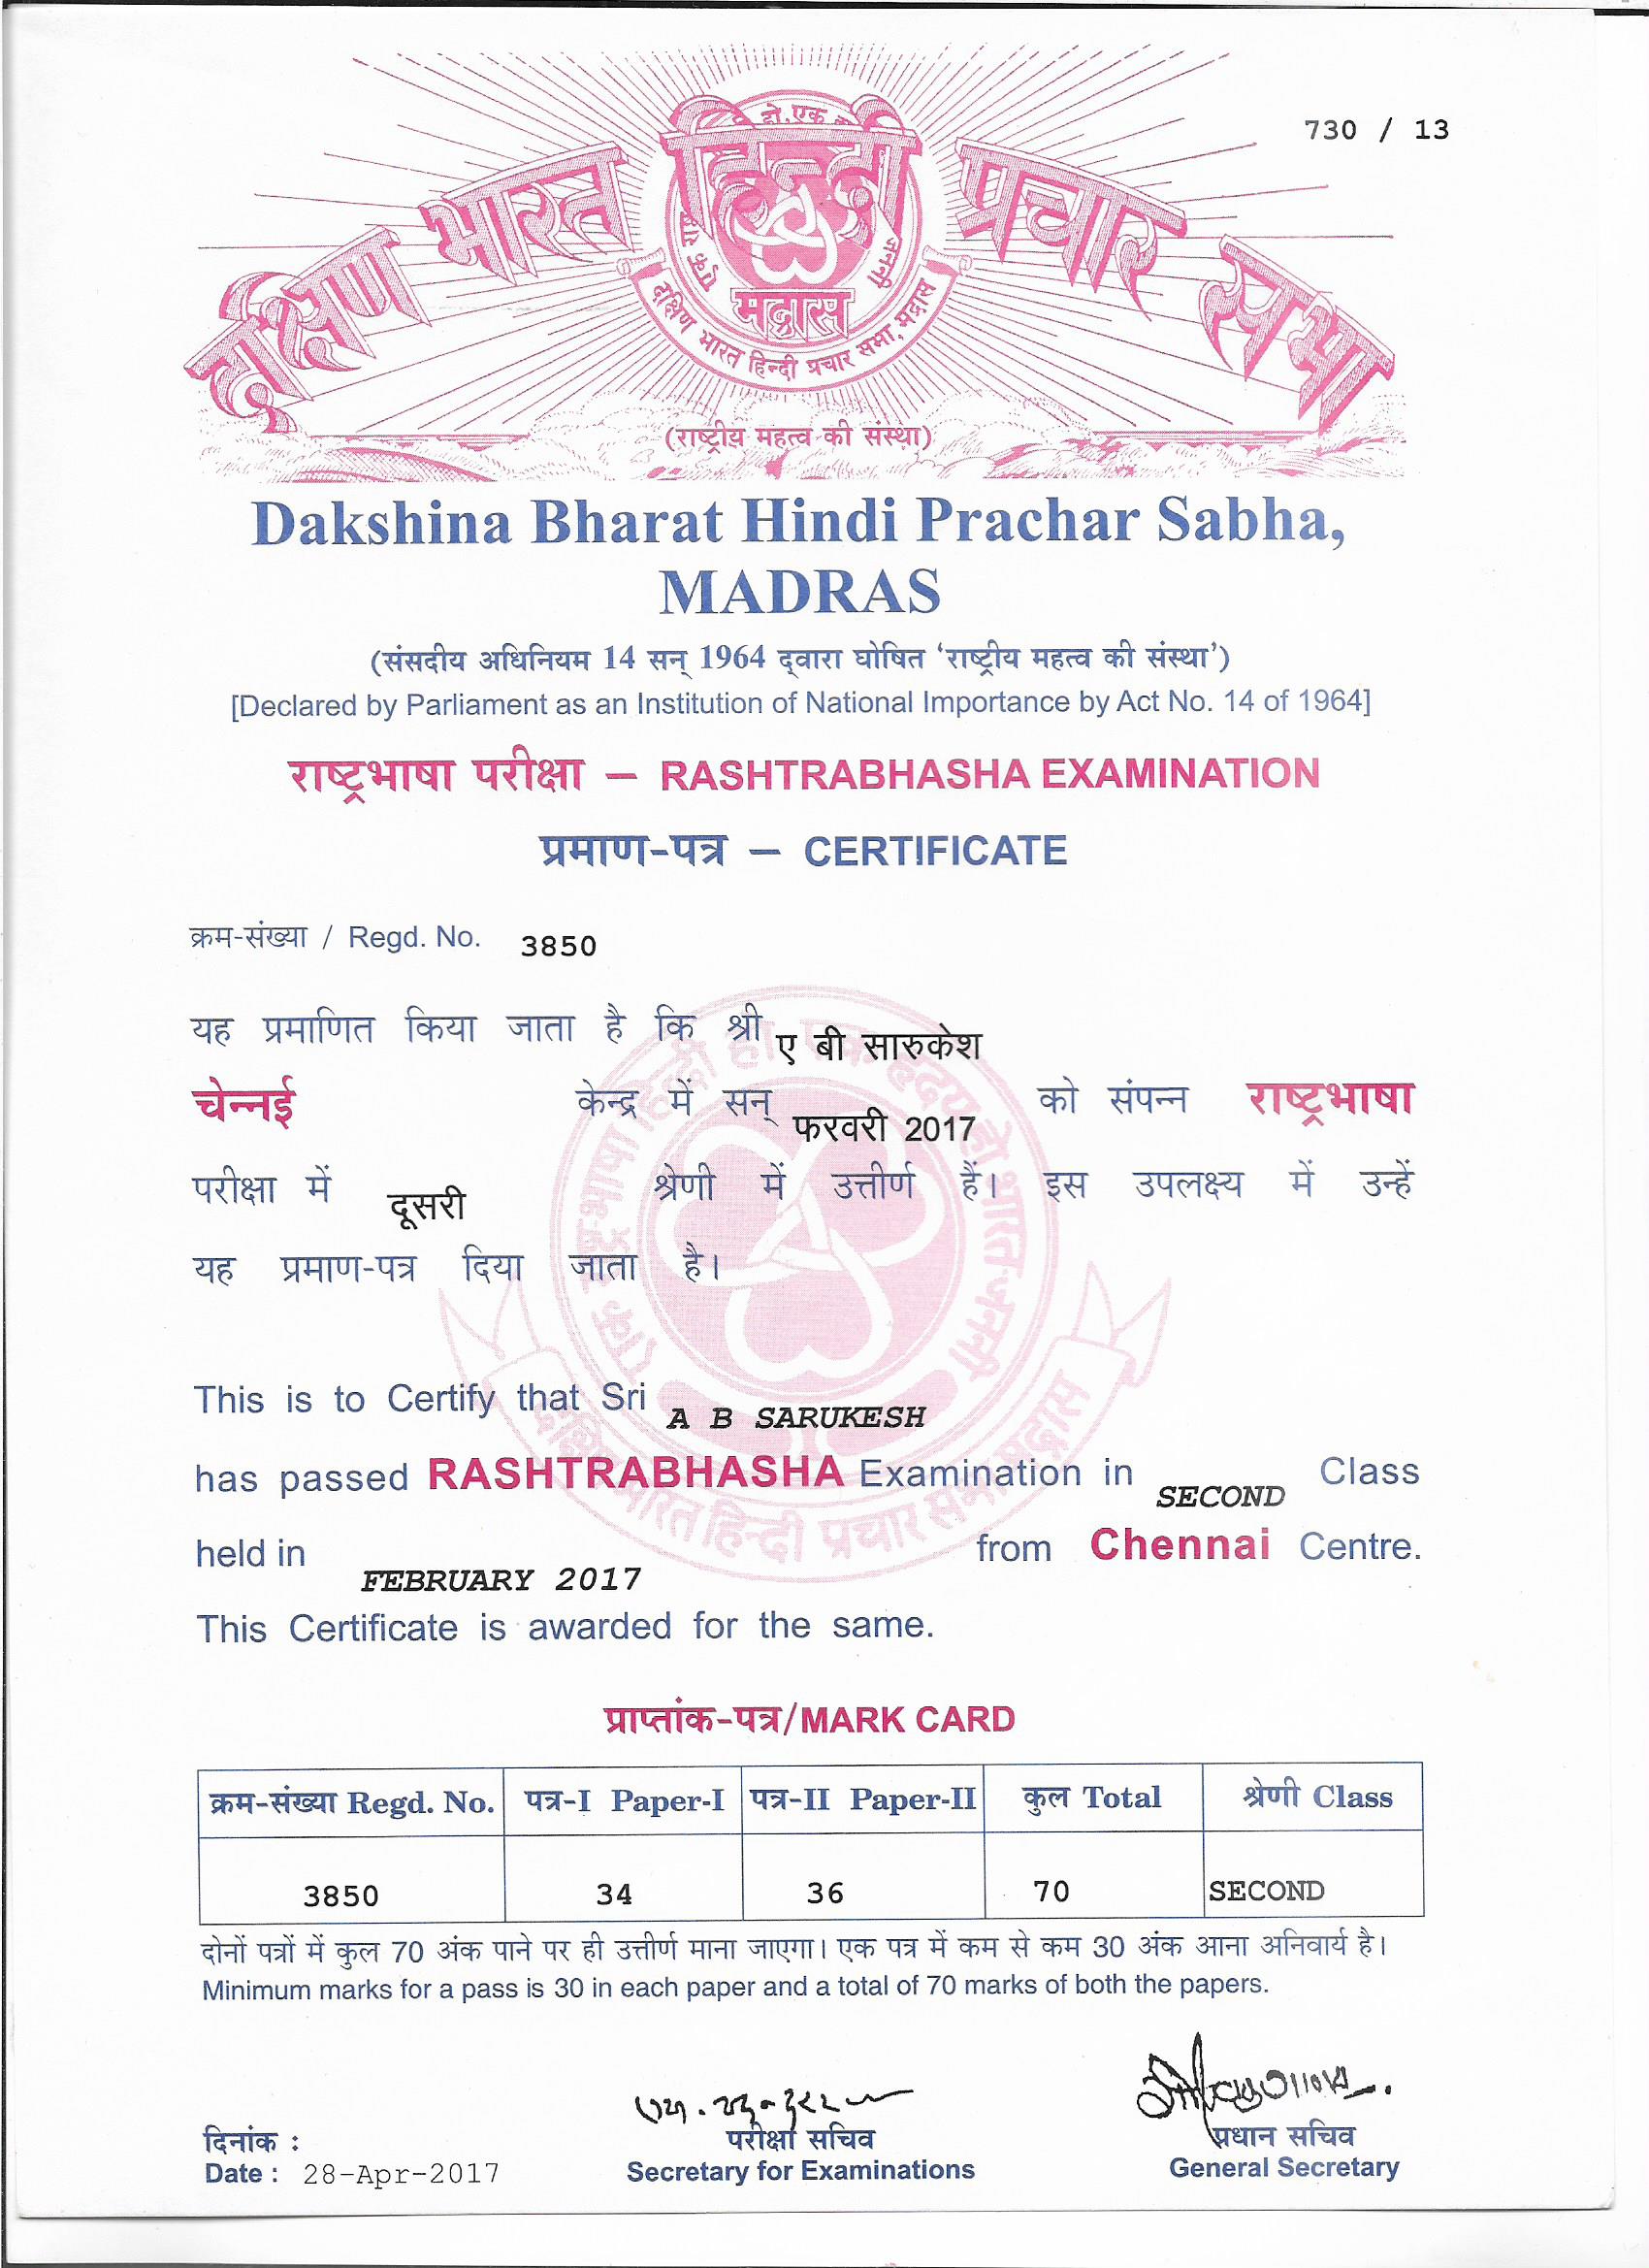 730 / 13
दक्षिण भारत हिन्दी प्रचार सभा
मद्रास
दक्षिण भारत हिन्दी प्रचार सभा, मद्रास
(राष्ट्रीय महत्व की संस्था)
Dakshina Bharat Hindi Prachar Sabha,
MADRAS
(संसदीय अधिनियम 14 सन् 1964 द्वारा घोषित ‘राष्ट्रीय महत्व की संस्था’)
[Declared by Parliament as an Institution of National Importance by Act No. 14 of 1964]
राष्ट्रभाषा परीक्षा – RASHTRABHASHA EXAMINATION
प्रमाण-पत्र – CERTIFICATE
क्रम-संख्या / Regd. No. 3850
यह प्रमाणित किया जाता है कि श्री ए बी सारुकेश
चेन्नई केन्द्र में सन् फरवरी 2017 को संपन्न राष्ट्रभाषा
परीक्षा में दूसरी श्रेणी में उत्तीर्ण हैं। इस उपलक्ष्य में उन्हें
यह प्रमाण-पत्र दिया जाता है।
This is to Certify that Sri A B SARUKESH
has passed RASHTRABHASHA Examination in SECOND Class
held in FEBRUARY 2017 from Chennai Centre.
This Certificate is awarded for the same.
प्राप्तांक-पत्र/MARK CARD
क्रम-संख्या Regd. No. पत्र-I Paper-I पत्र-II Paper-II कुल Total श्रेणी Class
3850 34 36 70 SECOND
दोनों पत्रों में कुल 70 अंक पाने पर ही उत्तीर्ण माना जाएगा। एक पत्र में कम से कम 30 अंक आना अनिवार्य है।
Minimum marks for a pass is 30 in each paper and a total of 70 marks of both the papers.
दिनांक : परीक्षा सचिव प्रधान सचिव
Date : 28-Apr-2017 Secretary for Examinations General Secretary